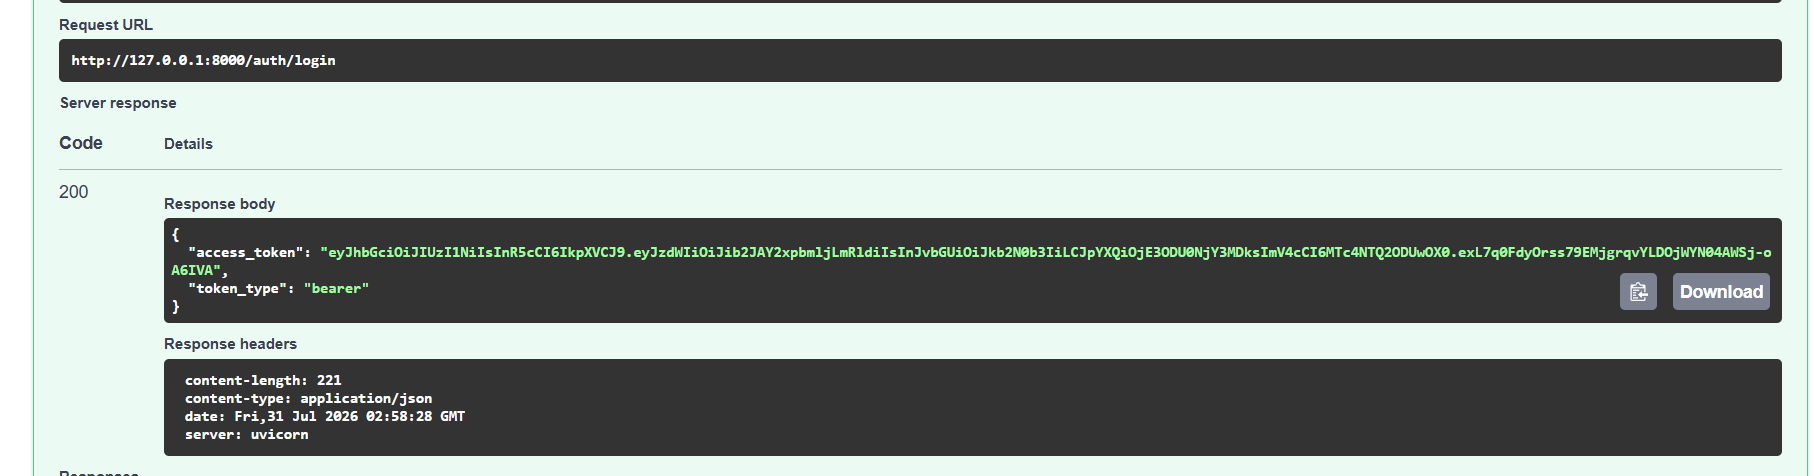 Request URL
http://127.0.0.1:8000/auth/login
Server response
Code Details
200
Response body
{
"access_token": "eyJhbGciOiJIUzI1NiIsInR5cCI6IkpXVCJ9.eyJzdWIiOiJib2JAY2xpbmljLmRldiIsInJvbGUiOiJkb2N0b3IiLCJpYXQiOjE3ODU0NjY3MDksImV4cCI6MTc4NTQ2ODUwOX0.exL7q0FdyOrss79EMjgrqvYLDOjWYN04AWSj-o
A6IVA",
"token_type": "bearer"
}
Download
Response headers
content-length: 221
content-type: application/json
date: Fri,31 Jul 2026 02:58:28 GMT
server: uvicorn
Responses